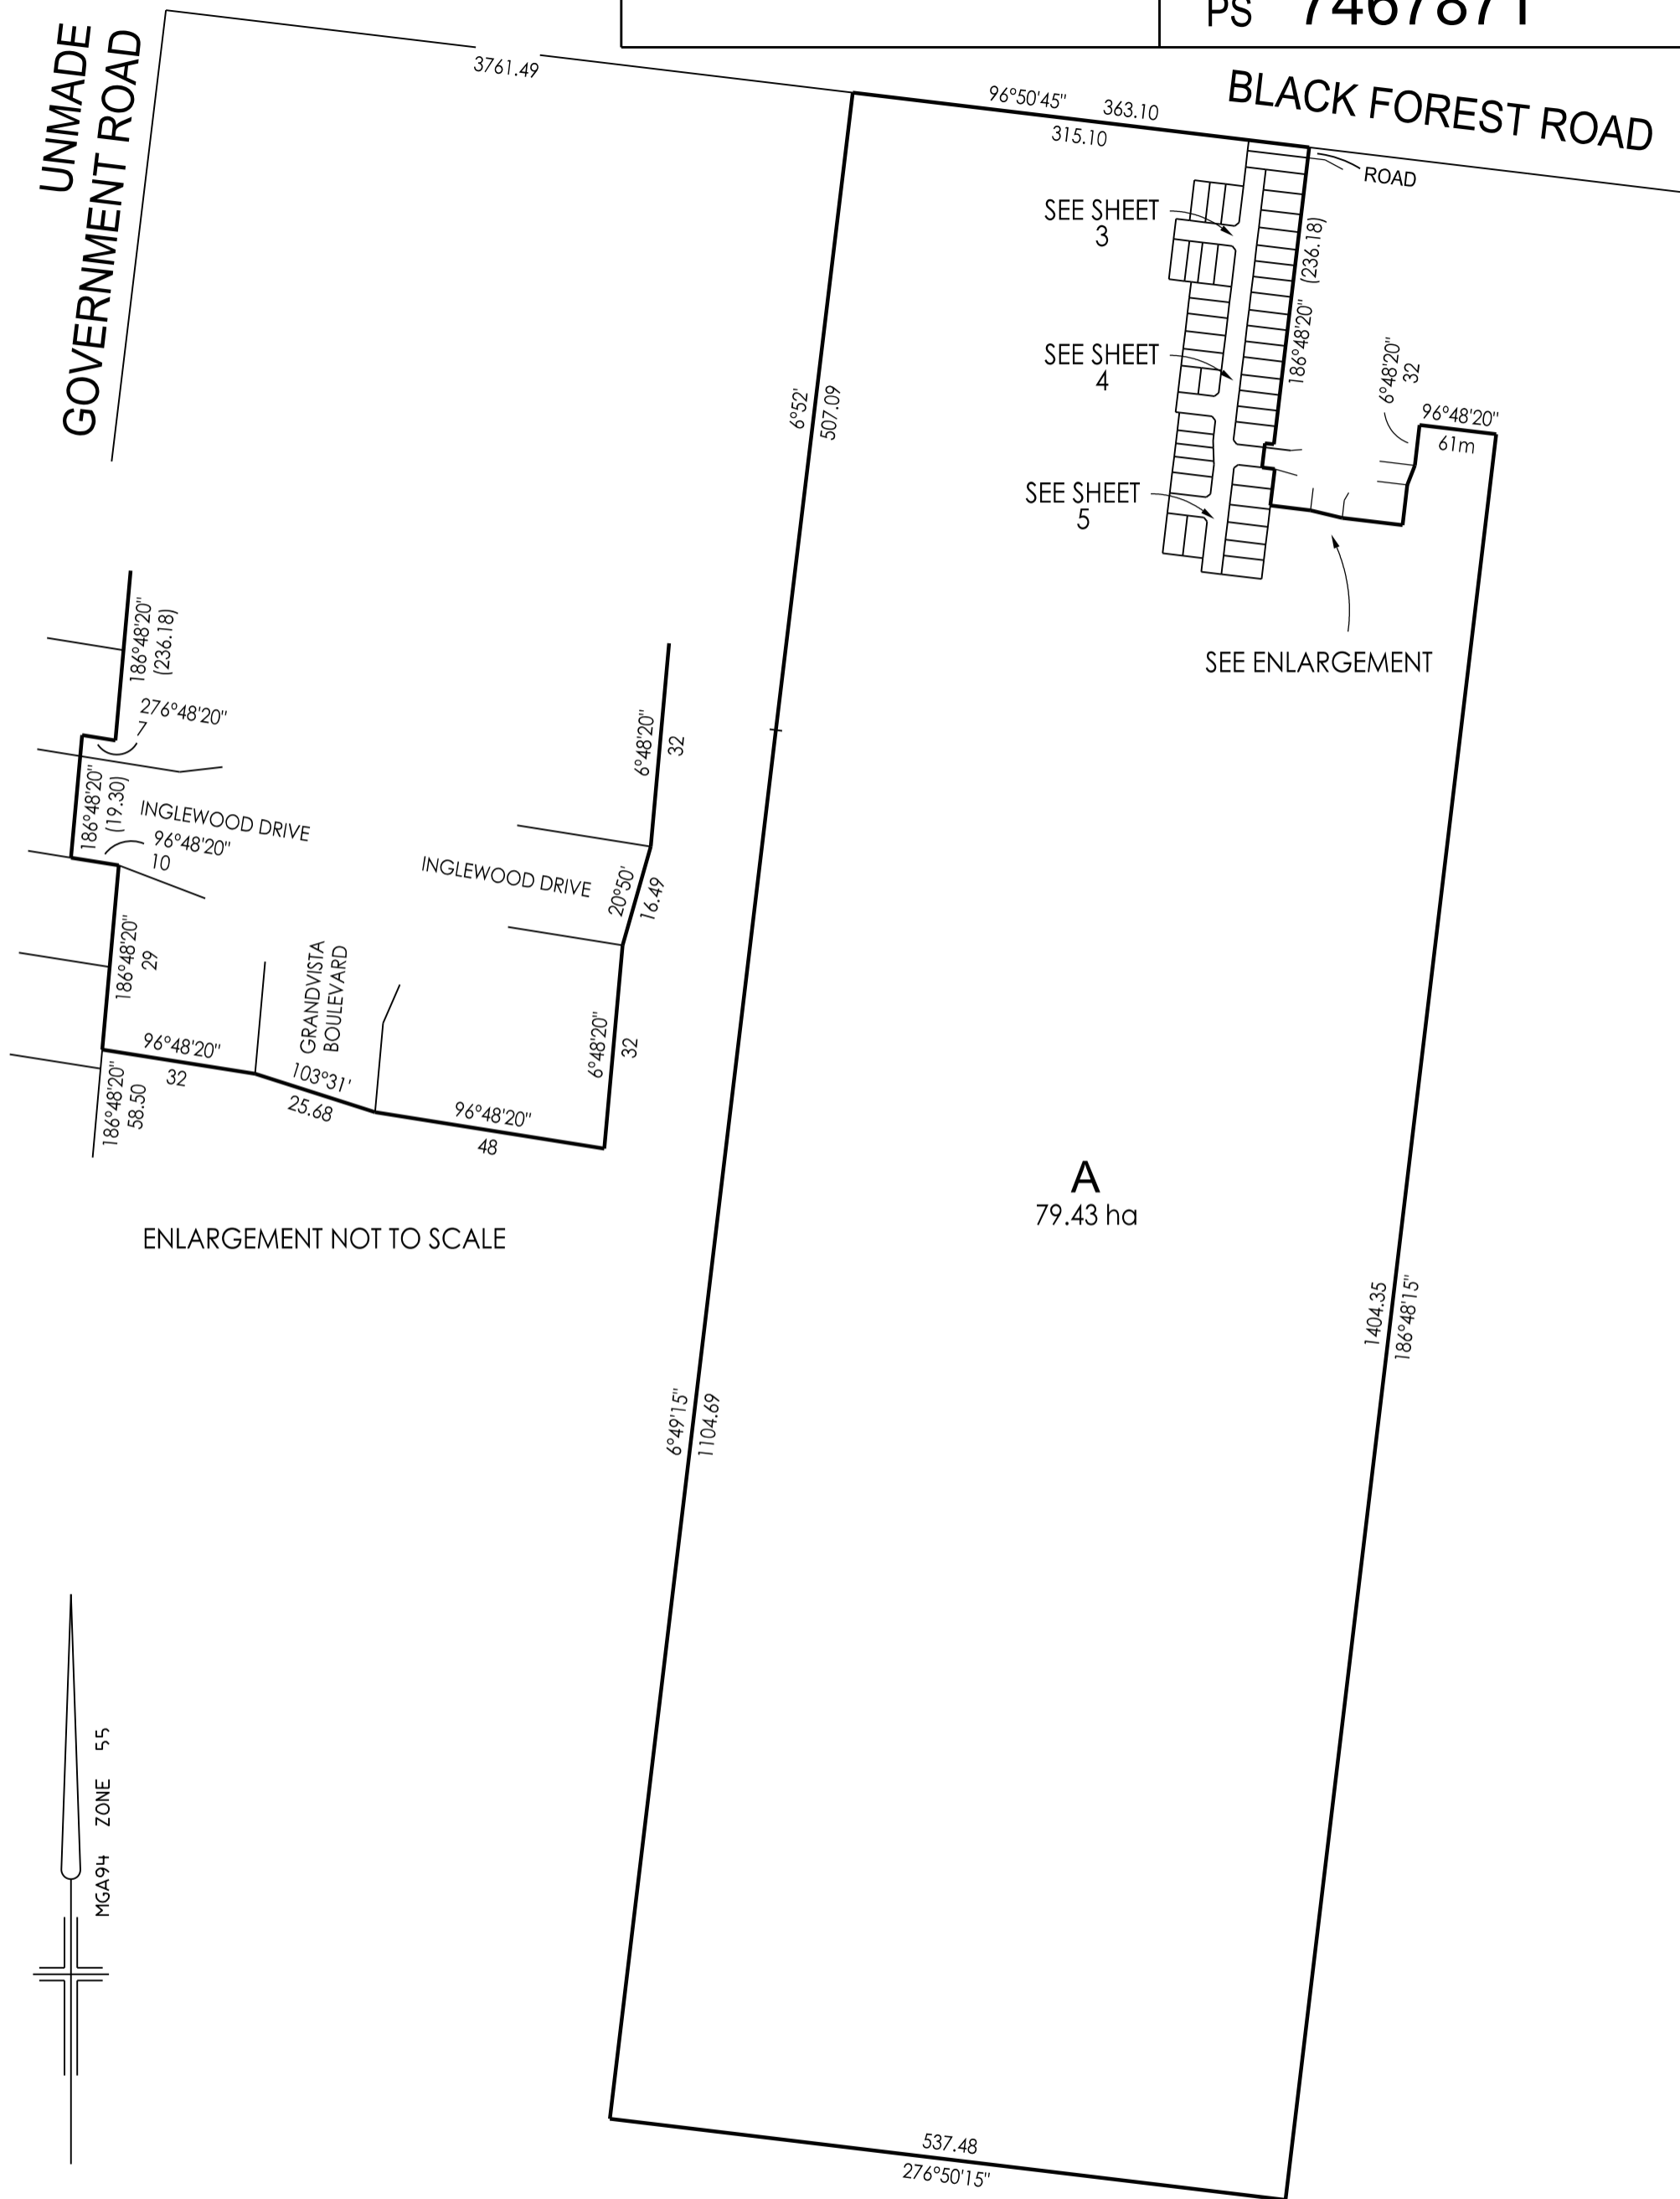 PS 746787T
UNMADE
GOVERNMENT ROAD
3761.49
96°50'45" 363.10
315.10
BLACK FOREST ROAD
ROAD
SEE SHEET
3
(236.18)
186°48'20"
SEE SHEET
4
6°48'20"
32
96°48'20"
61m
6°52'
507.09
SEE SHEET
5
SEE ENLARGEMENT
186°48'20"
(236.18)
276°48'20"
7
186°48'20"
(19.30)
INGLEWOOD DRIVE
96°48'20"
10
6°48'20"
32
INGLEWOOD DRIVE
20°50'
16.49
186°48'20"
29
GRANDVISTA
BOULEVARD
6°48'20"
32
96°48'20"
32
103°31'
25.68
96°48'20"
48
186°48'20"
58.50
ENLARGEMENT NOT TO SCALE
A
79.43 ha
1404.35
186°48'15"
6°49'15"
1104.69
MGA94 ZONE 55
537.48
276°50'15"